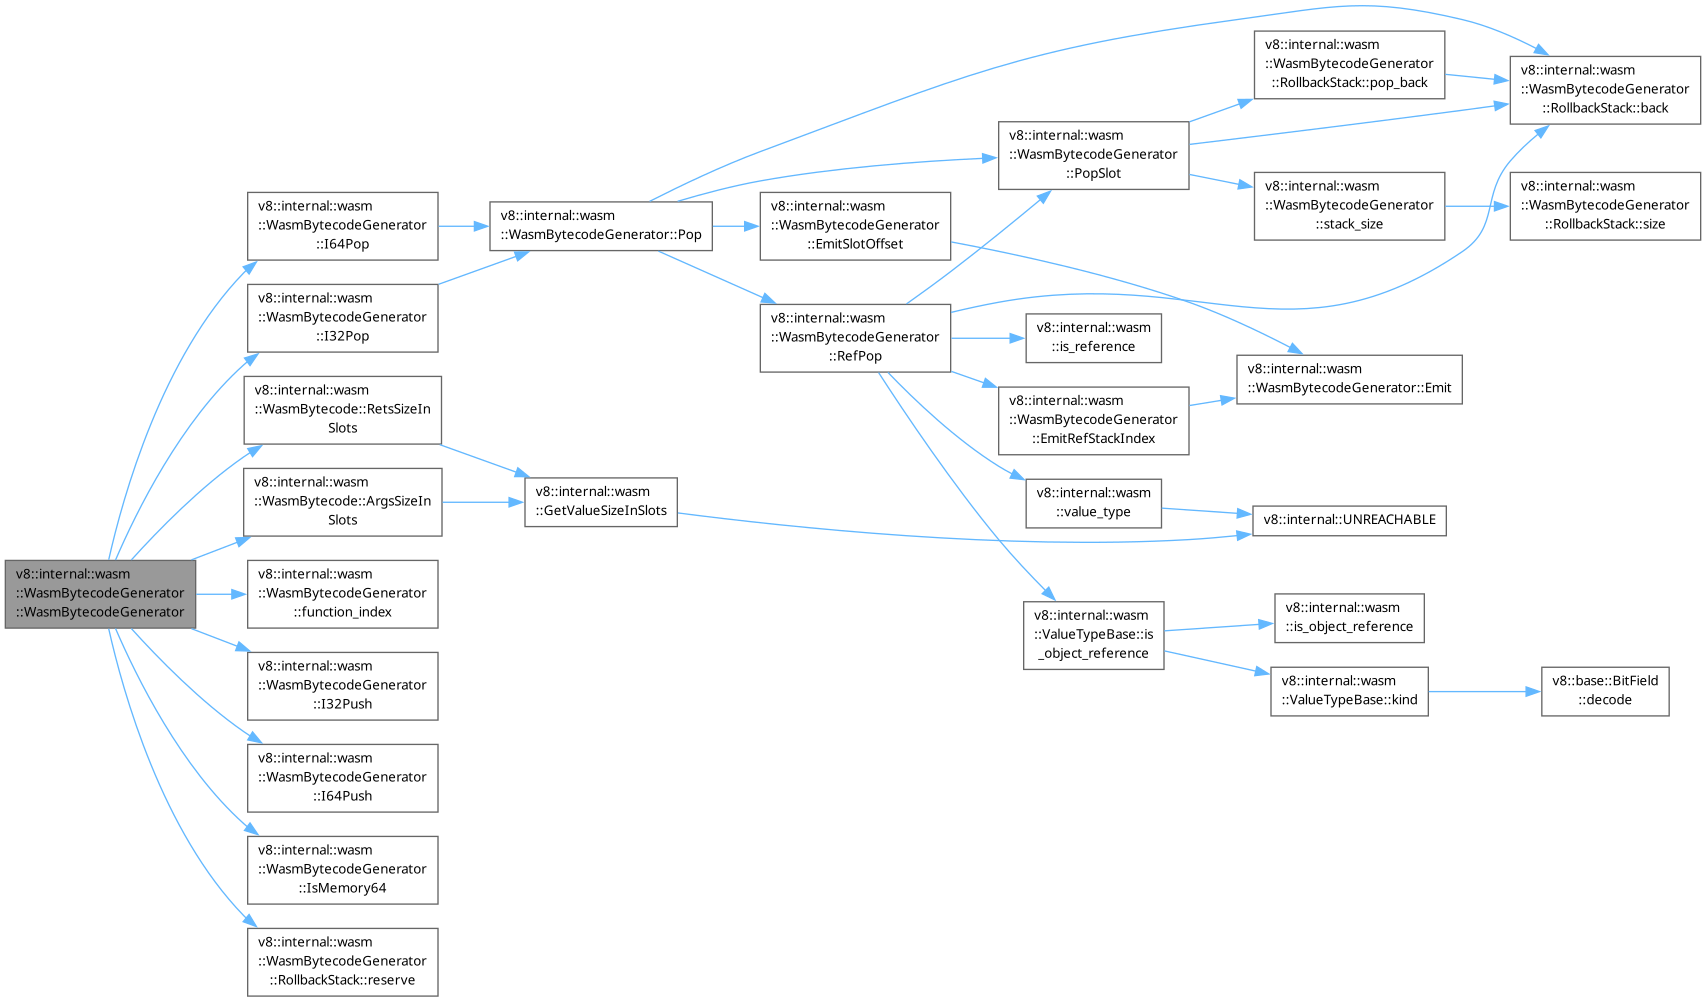 v8::internal::wasm
::WasmBytecodeGenerator
::WasmBytecodeGenerator
v8::internal::wasm
::WasmBytecodeGenerator
::I64Pop
v8::internal::wasm
::WasmBytecodeGenerator
::I32Pop
v8::internal::wasm
::WasmBytecode::RetsSizeIn
Slots
v8::internal::wasm
::WasmBytecode::ArgsSizeIn
Slots
v8::internal::wasm
::WasmBytecodeGenerator
::function_index
v8::internal::wasm
::WasmBytecodeGenerator
::I32Push
v8::internal::wasm
::WasmBytecodeGenerator
::I64Push
v8::internal::wasm
::WasmBytecodeGenerator
::IsMemory64
v8::internal::wasm
::WasmBytecodeGenerator
::RollbackStack::reserve
v8::internal::wasm
::WasmBytecodeGenerator::Pop
v8::internal::wasm
::GetValueSizeInSlots
v8::internal::wasm
::WasmBytecodeGenerator
::EmitSlotOffset
v8::internal::wasm
::WasmBytecodeGenerator
::RefPop
v8::internal::wasm
::WasmBytecodeGenerator
::PopSlot
v8::internal::wasm
::is_reference
v8::internal::wasm
::WasmBytecodeGenerator
::EmitRefStackIndex
v8::internal::wasm
::value_type
v8::internal::wasm
::ValueTypeBase::is
_object_reference
v8::internal::wasm
::WasmBytecodeGenerator
::RollbackStack::pop_back
v8::internal::wasm
::WasmBytecodeGenerator
::stack_size
v8::internal::wasm
::WasmBytecodeGenerator::Emit
v8::internal::UNREACHABLE
v8::internal::wasm
::is_object_reference
v8::internal::wasm
::ValueTypeBase::kind
v8::internal::wasm
::WasmBytecodeGenerator
::RollbackStack::back
v8::internal::wasm
::WasmBytecodeGenerator
::RollbackStack::size
v8::base::BitField
::decode